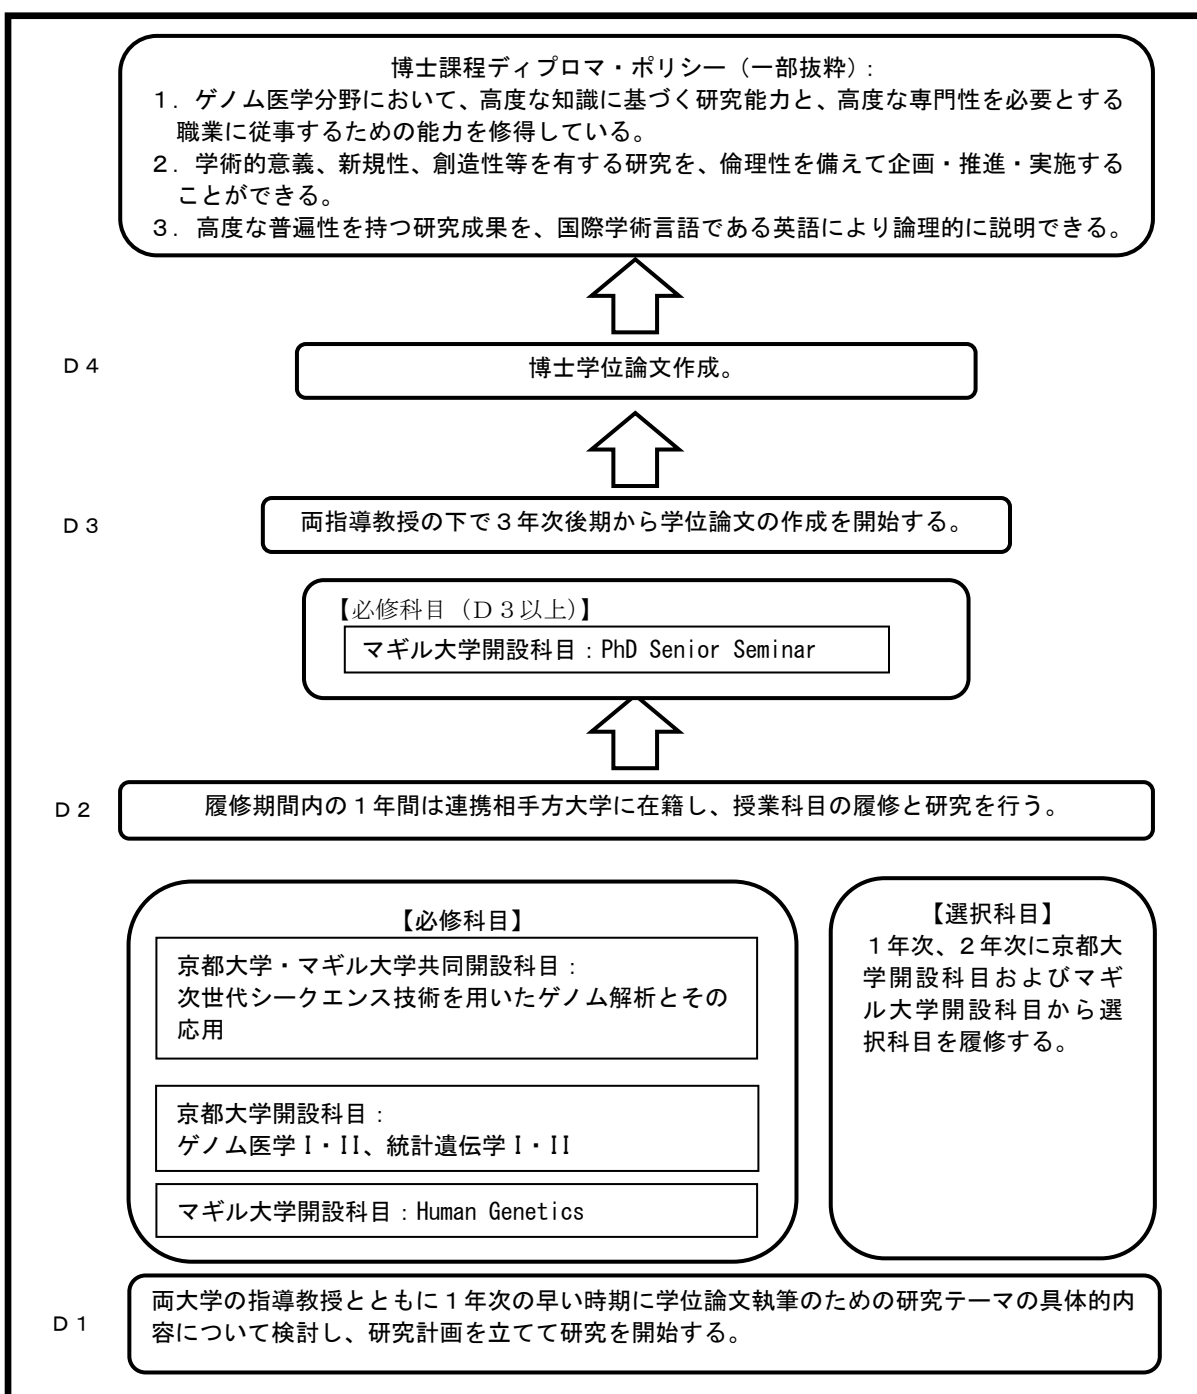 博士課程ディプロマ・ポリシー（一部抜粋）:
１．ゲノム医学分野において、高度な知識に基づく研究能力と、高度な専門性を必要とする
職業に従事するための能力を修得している。
２．学術的意義、新規性、創造性等を有する研究を、倫理性を備えて企画・推進・実施する
ことができる。
３．高度な普遍性を持つ研究成果を、国際学術言語である英語により論理的に説明できる。
Ｄ４
博士学位論文作成。
Ｄ３
両指導教授の下で３年次後期から学位論文の作成を開始する。
【必修科目（Ｄ３以上）】
マギル大学開設科目：PhD Senior Seminar
Ｄ２
履修期間内の１年間は連携相手方大学に在籍し、授業科目の履修と研究を行う。
【必修科目】
京都大学・マギル大学共同開設科目：
次世代シークエンス技術を用いたゲノム解析とその
応用
京都大学開設科目：
ゲノム医学 I・II、統計遺伝学 I・II
マギル大学開設科目：Human Genetics
【選択科目】
１年次、２年次に京都大
学開設科目およびマギ
ル大学開設科目から選
択科目を履修する。
Ｄ１
両大学の指導教授とともに１年次の早い時期に学位論文執筆のための研究テーマの具体的内
容について検討し、研究計画を立てて研究を開始する。